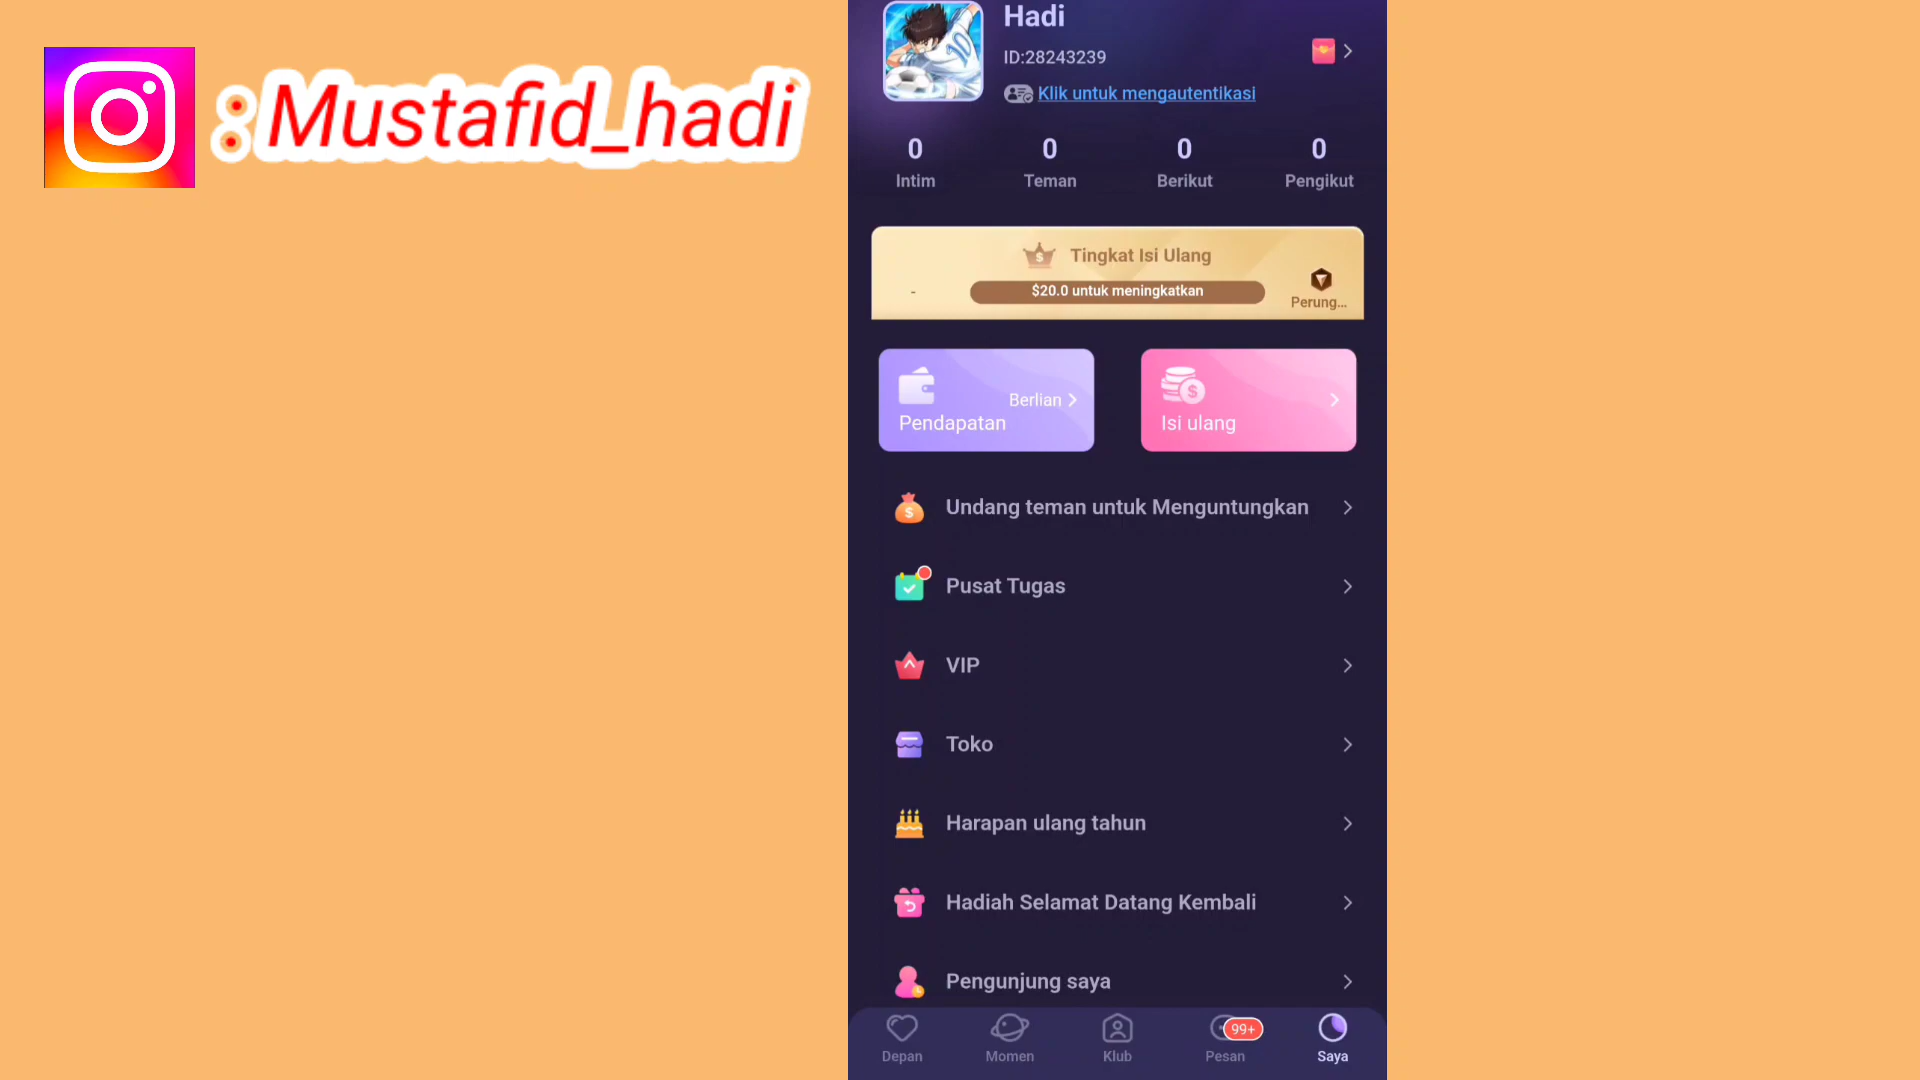 :Mustafid_hadi
Hadi
ID:28243239
Klik untuk mengautentikasi
0 0 0 0
Intim Teman Berikut Pengikut
Tingkat Isi Ulang
- $20.0 untuk meningkatkan
Perung...
Berlian
Pendapatan
Isi ulang
Undang teman untuk Menguntungkan
Pusat Tugas
VIP
Toko
Harapan ulang tahun
Hadiah Selamat Datang Kembali
Pengunjung saya
99+
Depan Momen Klub Pesan Saya